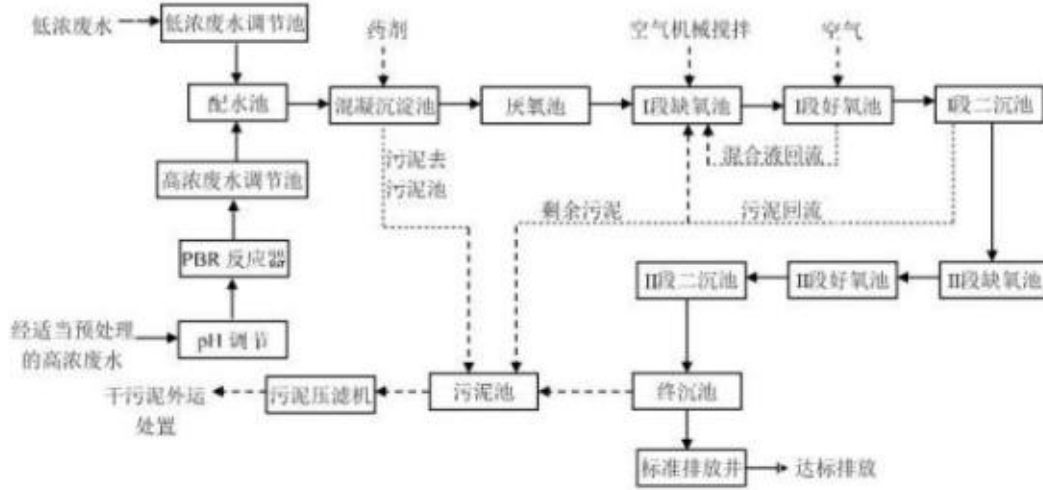 低浓废水
低浓废水调节池
药剂
空气机械搅拌
空气
配水池
混凝沉淀池
厌氧池
I段缺氧池
I段好氧池
I段二沉池
混合液回流
污泥去
污泥池
高浓废水调节池
剩余污泥
污泥回流
PBR 反应器
II段二沉池
II段好氧池
II段缺氧池
经适当预处理
的高浓废水
pH 调节
干污泥外运
处置
污泥压滤机
污泥池
终沉池
标准排放井
达标排放